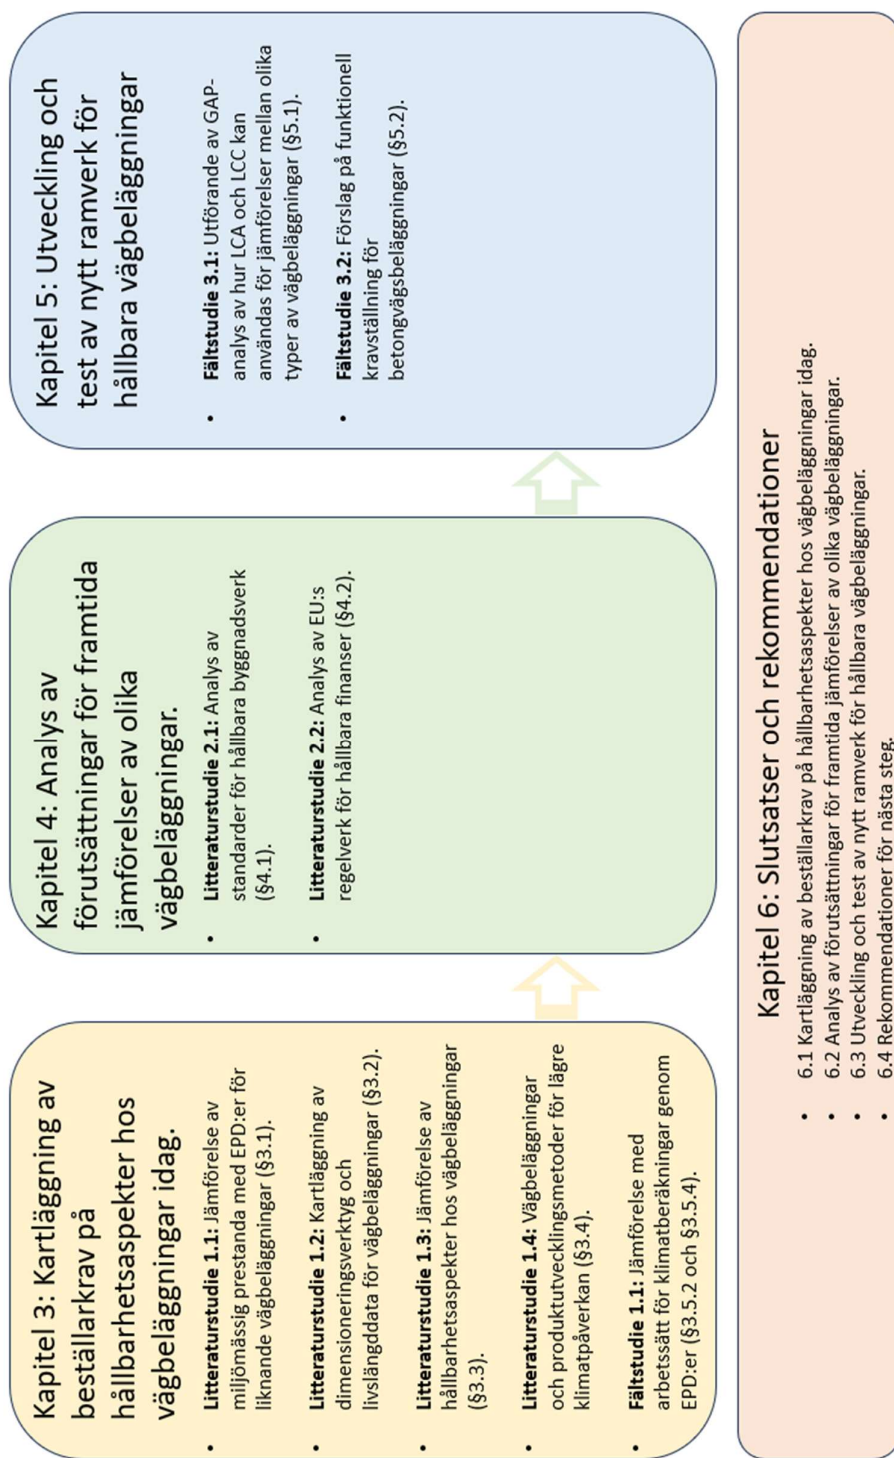 Kapitel 3: Kartläggning av
beställarkrav på
hållbarhetsaspekter hos
vägbeläggningar idag.
• Litteraturstudie 1.1: Jämförelse av
miljömässig prestanda med EPD:er för
liknande vägbeläggningar (§3.1).
• Litteraturstudie 1.2: Kartläggning av
dimensioneringsverktyg och
livslängddata för vägbeläggningar (§3.2).
• Litteraturstudie 1.3: Jämförelse av
hållbarhetsaspekter hos vägbeläggningar
(§3.3).
• Litteraturstudie 1.4: Vägbeläggningar
och produktutvecklingsmetoder för lägre
klimatpåverkan (§3.4).
• Fältstudie 1.1: Jämförelse med
arbetssätt för klimatberäkningar genom
EPD:er (§3.5.2 och §3.5.4).
Kapitel 4: Analys av
förutsättningar för framtida
jämförelser av olika
vägbeläggningar.
• Litteraturstudie 2.1: Analys av
standarder för hållbara byggnadsverk
(§4.1).
• Litteraturstudie 2.2: Analys av EU:s
regelverk för hållbara finanser (§4.2).
Kapitel 5: Utveckling och
test av nytt ramverk för
hållbara vägbeläggningar
• Fältstudie 3.1: Utförande av GAP-
analys av hur LCA och LCC kan
användas för jämförelser mellan olika
typer av vägbeläggningar (§5.1).
• Fältstudie 3.2: Förslag på funktionell
kravställning för
betongvägsbeläggningar (§5.2).
Kapitel 6: Slutsatser och rekommendationer
• 6.1 Kartläggning av beställarkrav på hållbarhetsaspekter hos vägbeläggningar idag.
• 6.2 Analys av förutsättningar för framtida jämförelser av olika vägbeläggningar.
• 6.3 Utveckling och test av nytt ramverk för hållbara vägbeläggningar.
• 6.4 Rekommendationer för nästa steg.